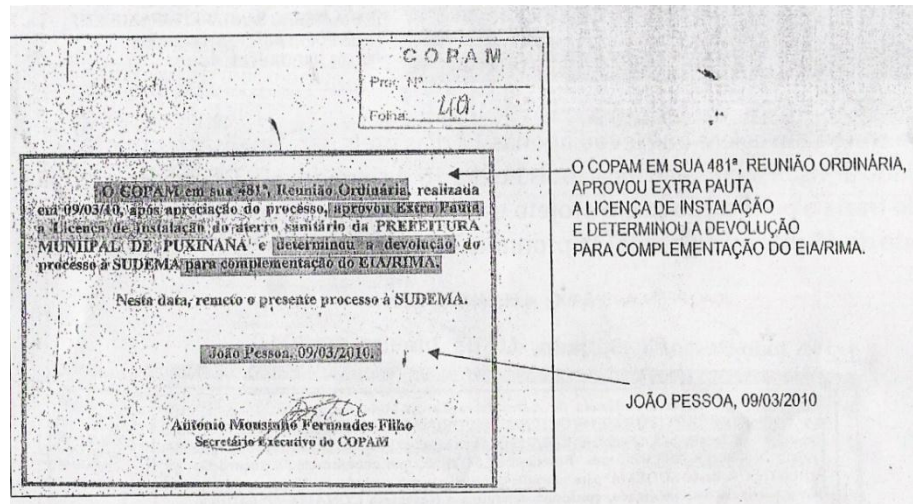 COPAM
Proc. Nº
Folha: 40
O COPAM em sua 481ª, Reunião Ordinária, realizada
em 09/03/10, após apreciação do processo, aprovou Extra Pauta
a Licença de Instalação do aterro sanitário da PREFEITURA
MUNIIPAL DE PUXINANÃ e determinou a devolução do
processo à SUDEMA para complementação do EIA/RIMA.
Nesta data, remeto o presente processo à SUDEMA.
João Pessoa, 09/03/2010.
Antonio Mousinho Fernandes Filho
Secretário Executivo do COPAM
O COPAM EM SUA 481ª, REUNIÃO ORDINÁRIA,
APROVOU EXTRA PAUTA
A LICENÇA DE INSTALAÇÃO
E DETERMINOU A DEVOLUÇÃO
PARA COMPLEMENTAÇÃO DO EIA/RIMA.
JOÃO PESSOA, 09/03/2010